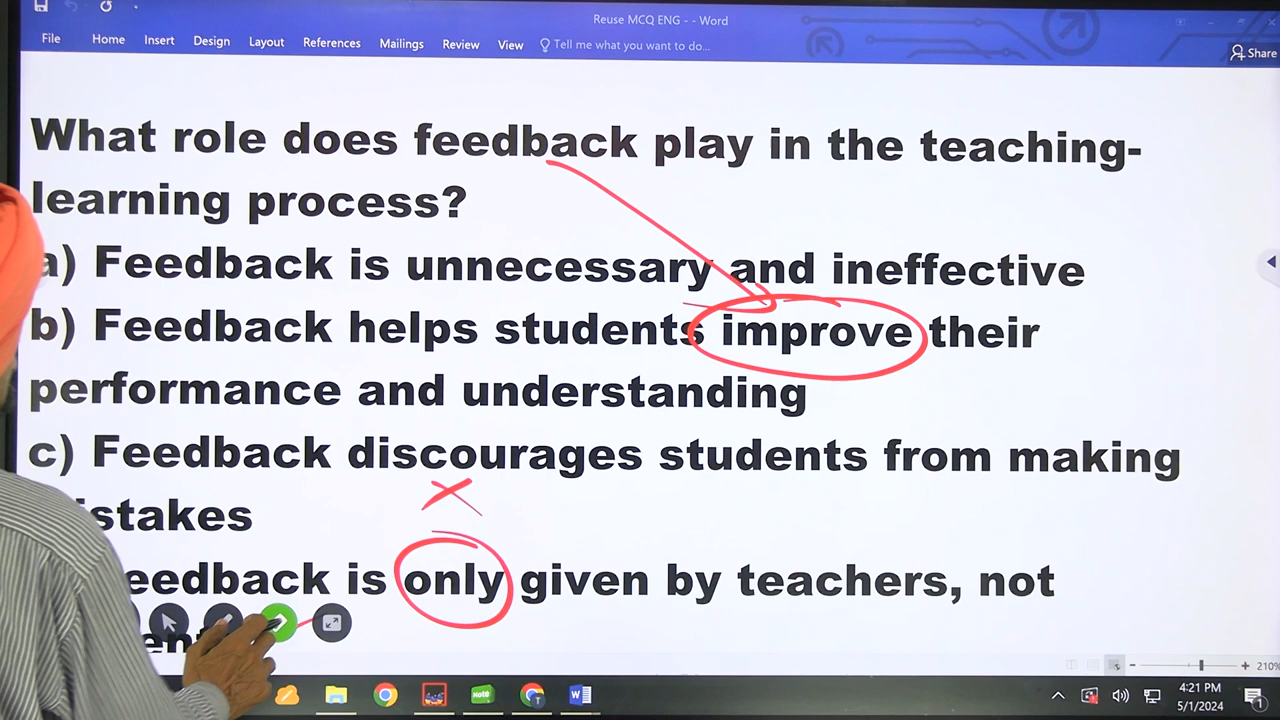 Reuse MCQ ENG - - Word
File Home Insert Design Layout References Mailings Review View Tell me what you want to do... Share
What role does feedback play in the teaching-
learning process?
a) Feedback is unnecessary and ineffective
b) Feedback helps students improve their
performance and understanding
c) Feedback discourages students from making
stakes
eedback is only given by teachers, not
ent
210%
Note
4:21 PM
5/1/2024